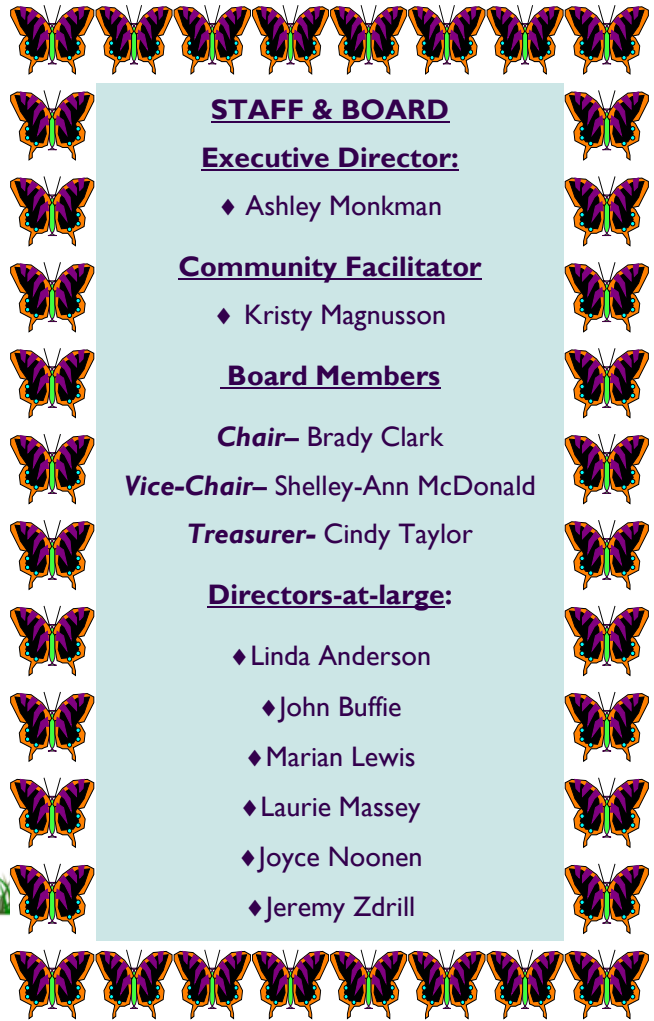 STAFF & BOARD
Executive Director:
♦ Ashley Monkman
Community Facilitator
♦ Kristy Magnusson
Board Members
Chair– Brady Clark
Vice-Chair– Shelley-Ann McDonald
Treasurer- Cindy Taylor
Directors-at-large:
♦Linda Anderson
♦John Buffie
♦Marian Lewis
♦Laurie Massey
♦Joyce Noonen
♦Jeremy Zdrill